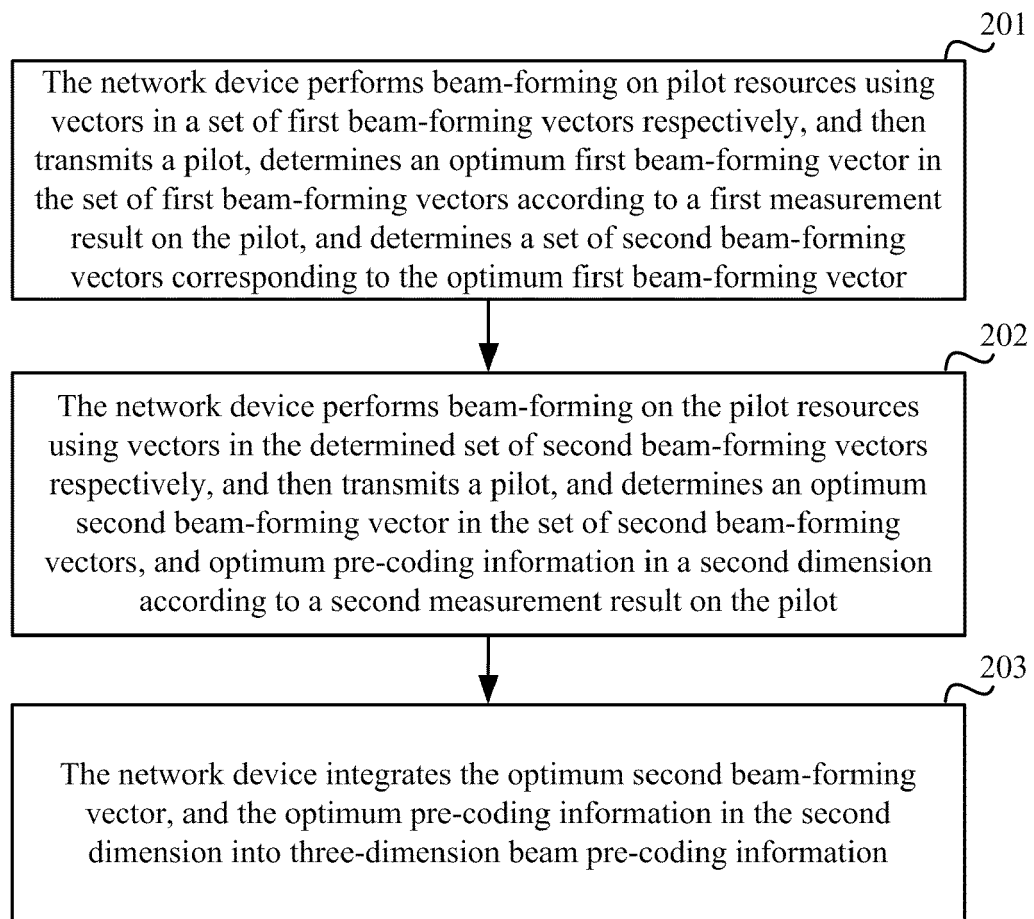 201
The network device performs beam-forming on pilot resources using
vectors in a set of first beam-forming vectors respectively, and then
transmits a pilot, determines an optimum first beam-forming vector in
the set of first beam-forming vectors according to a first measurement
result on the pilot, and determines a set of second beam-forming
vectors corresponding to the optimum first beam-forming vector
202
The network device performs beam-forming on the pilot resources
using vectors in the determined set of second beam-forming vectors
respectively, and then transmits a pilot, and determines an optimum
second beam-forming vector in the set of second beam-forming
vectors, and optimum pre-coding information in a second dimension
according to a second measurement result on the pilot
203
The network device integrates the optimum second beam-forming
vector, and the optimum pre-coding information in the second
dimension into three-dimension beam pre-coding information